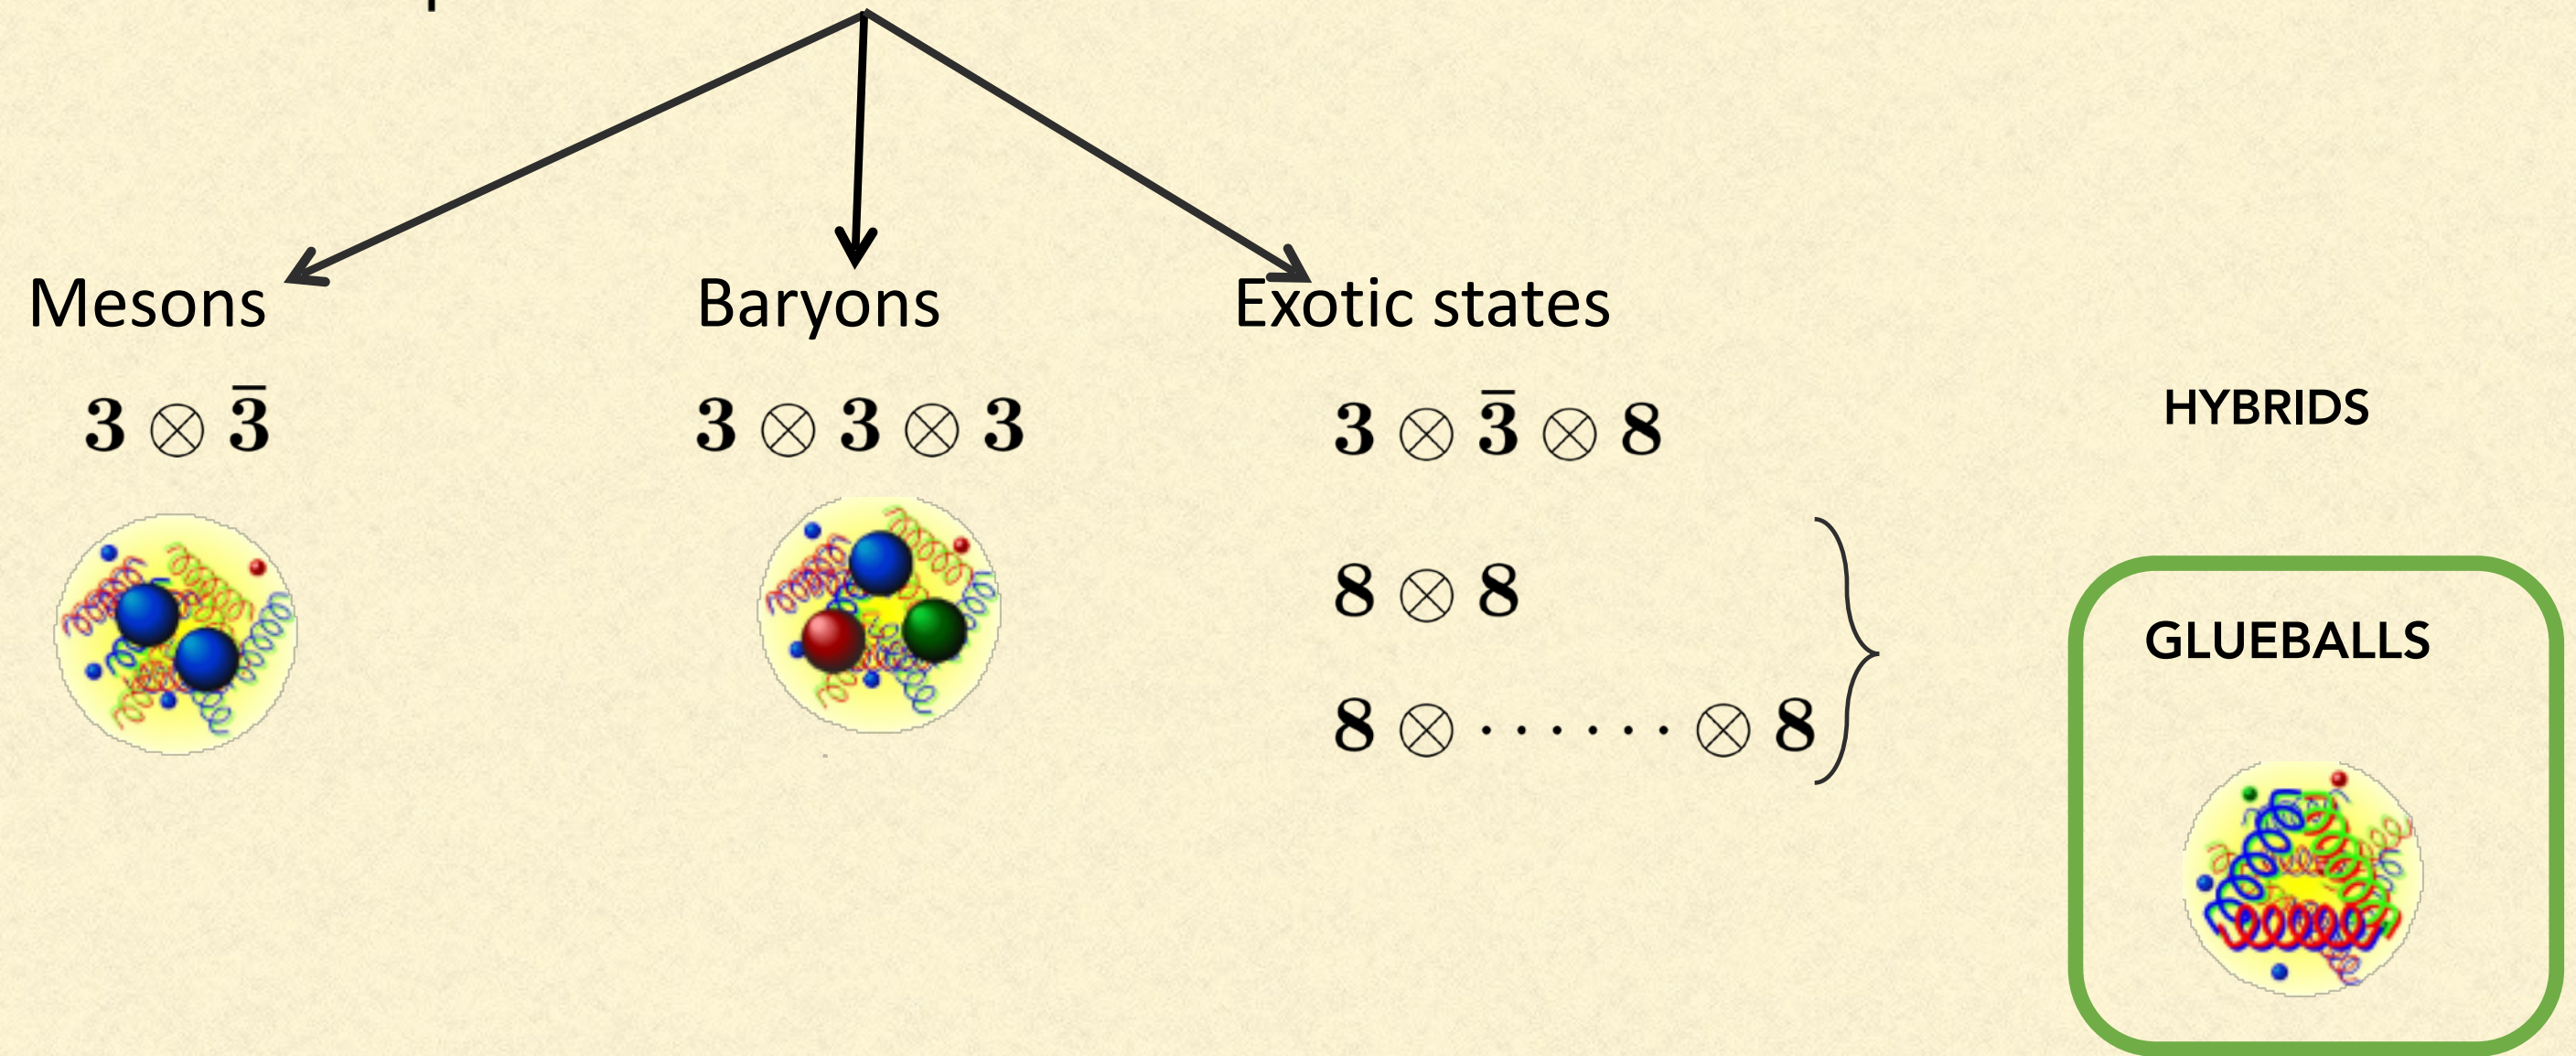 Mesons
Baryons
Exotic states
3 ⊗ 3̄
3 ⊗ 3 ⊗ 3
3 ⊗ 3̄ ⊗ 8
HYBRIDS
8 ⊗ 8
GLUEBALLS
8 ⊗ · · · · · · ⊗ 8